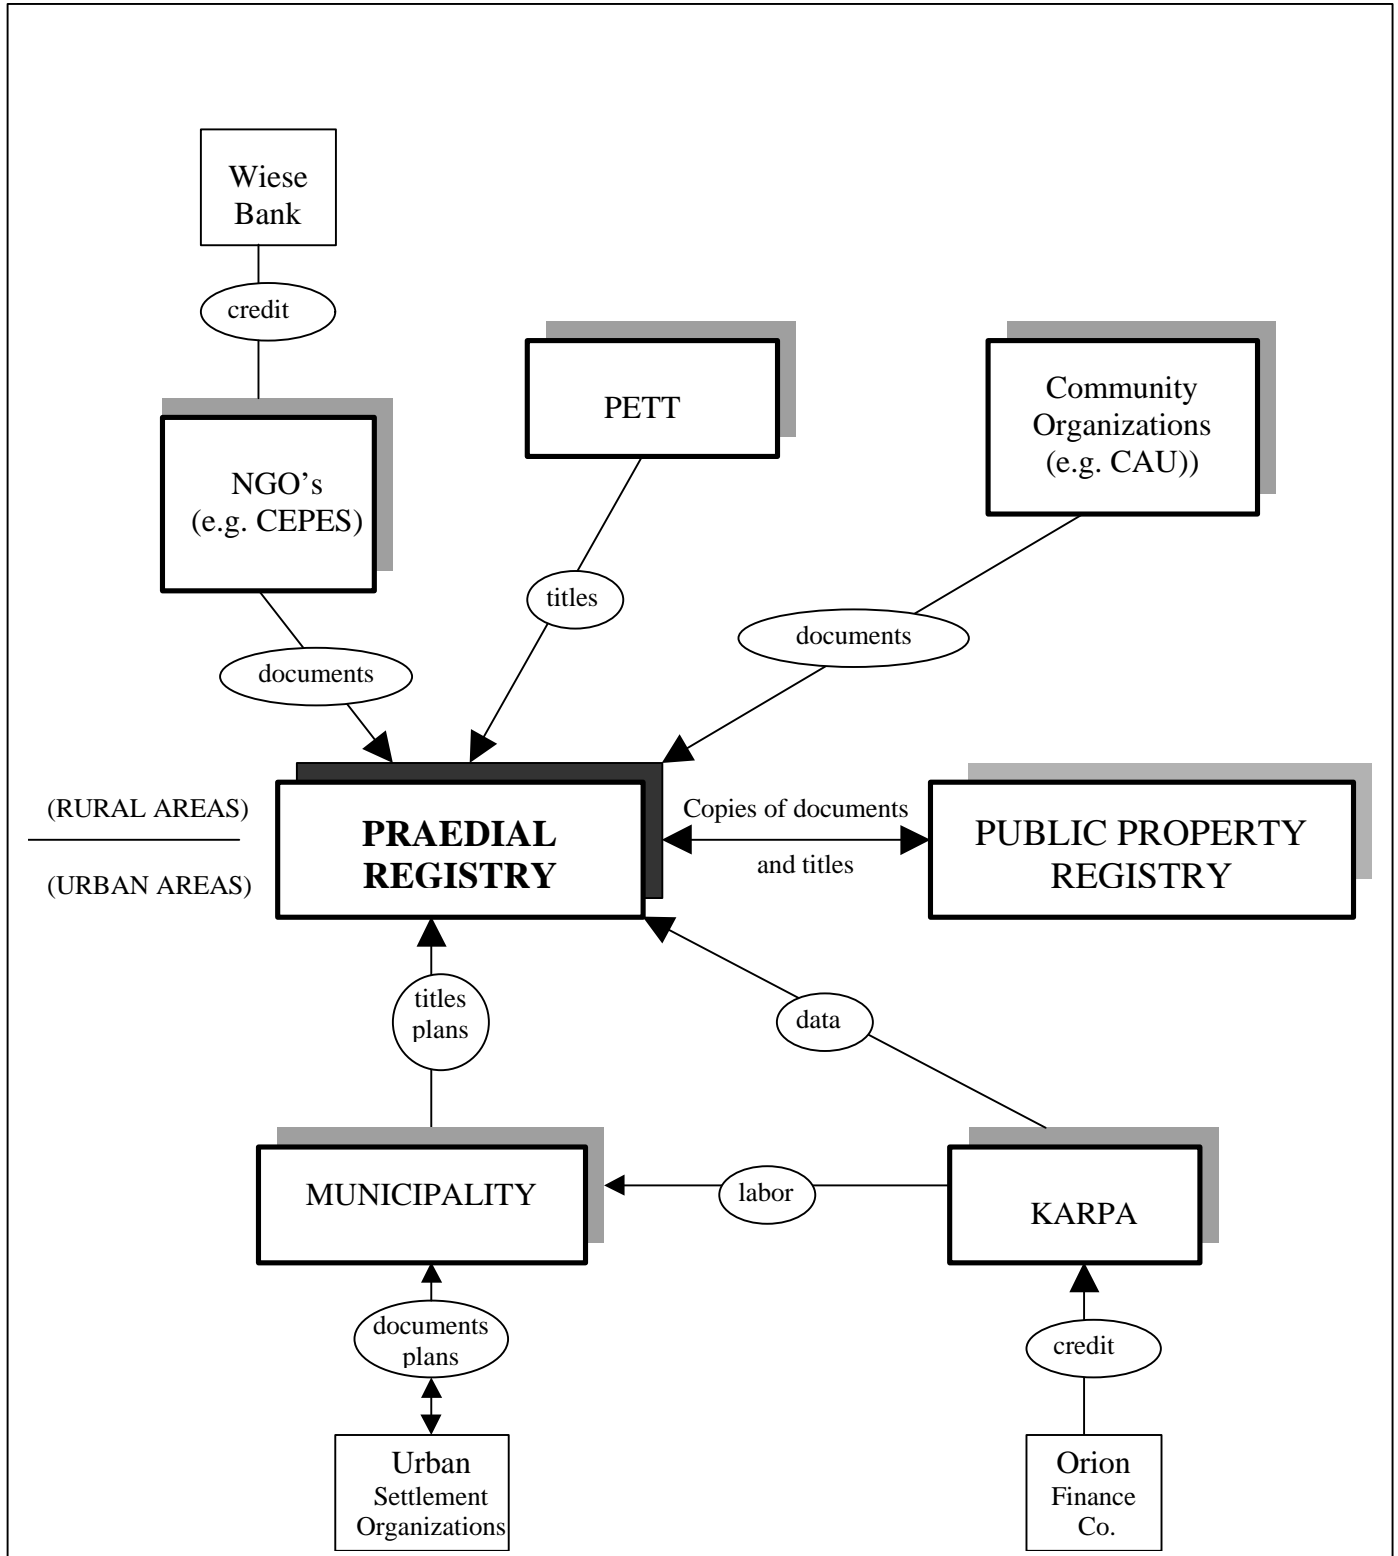 Wiese
Bank
credit
PETT
Community
Organizations
(e.g. CAU))
NGO’s
(e.g. CEPES)
titles
documents
documents
(RURAL AREAS)
(URBAN AREAS)
PRAEDIAL
REGISTRY
Copies of documents
and titles
PUBLIC PROPERTY
REGISTRY
titles
plans
data
MUNICIPALITY
labor
KARPA
documents
plans
credit
Urban
Settlement
Organizations
Orion
Finance
Co.